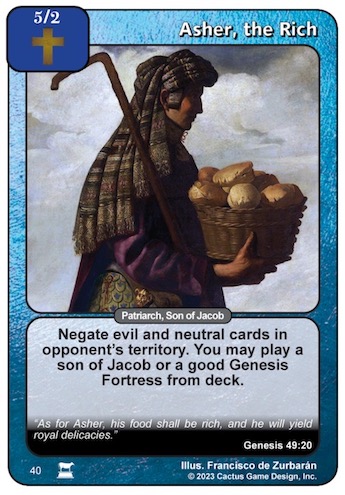 5/2
Asher, the Rich
Patriarch, Son of Jacob
Negate evil and neutral cards in
opponent's territory. You may play a
son of Jacob or a good Genesis
Fortress from deck.
"As for Asher, his food shall be rich, and he will yield
royal delicacies."
Genesis 49:20
40
Illus. Francisco de Zurbarán
© 2023 Cactus Game Design, Inc.